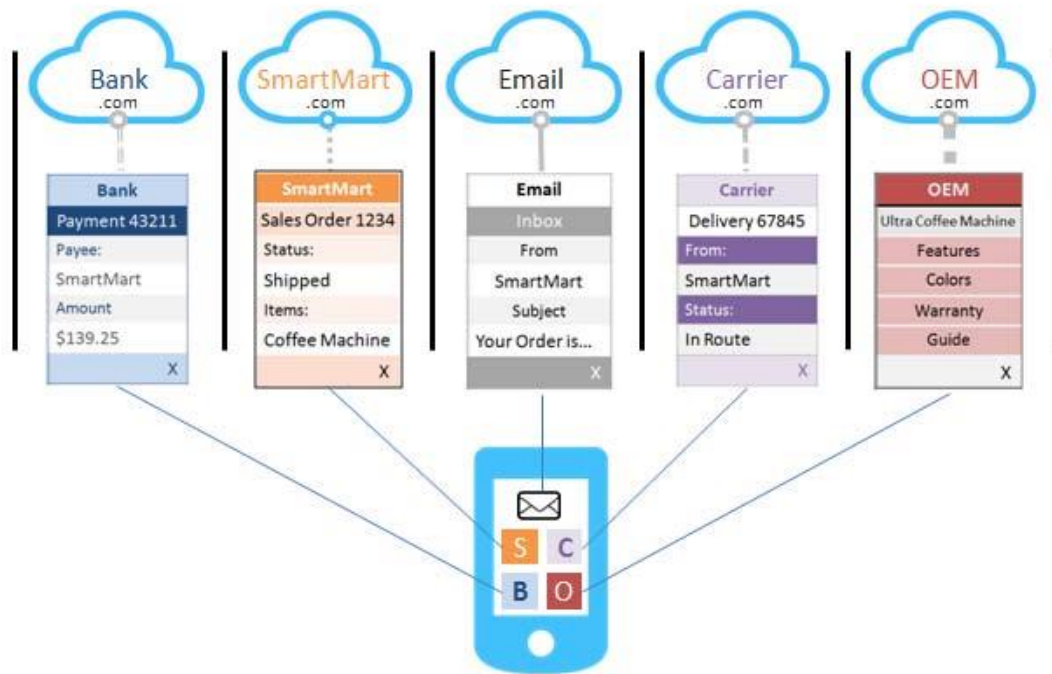 Bank
.com
SmartMart
.com
Email
.com
Carrier
.com
OEM
.com
Bank
Payment 43211
Payee:
SmartMart
Amount
$139.25
X
SmartMart
Sales Order 1234
Status:
Shipped
Items:
Coffee Machine
X
Email
Inbox
From
SmartMart
Subject
Your Order is...
X
Carrier
Delivery 67845
From:
SmartMart
Status:
In Route
X
OEM
Ultra Coffee Machine
Features
Colors
Warranty
Guide
X
S C
B O